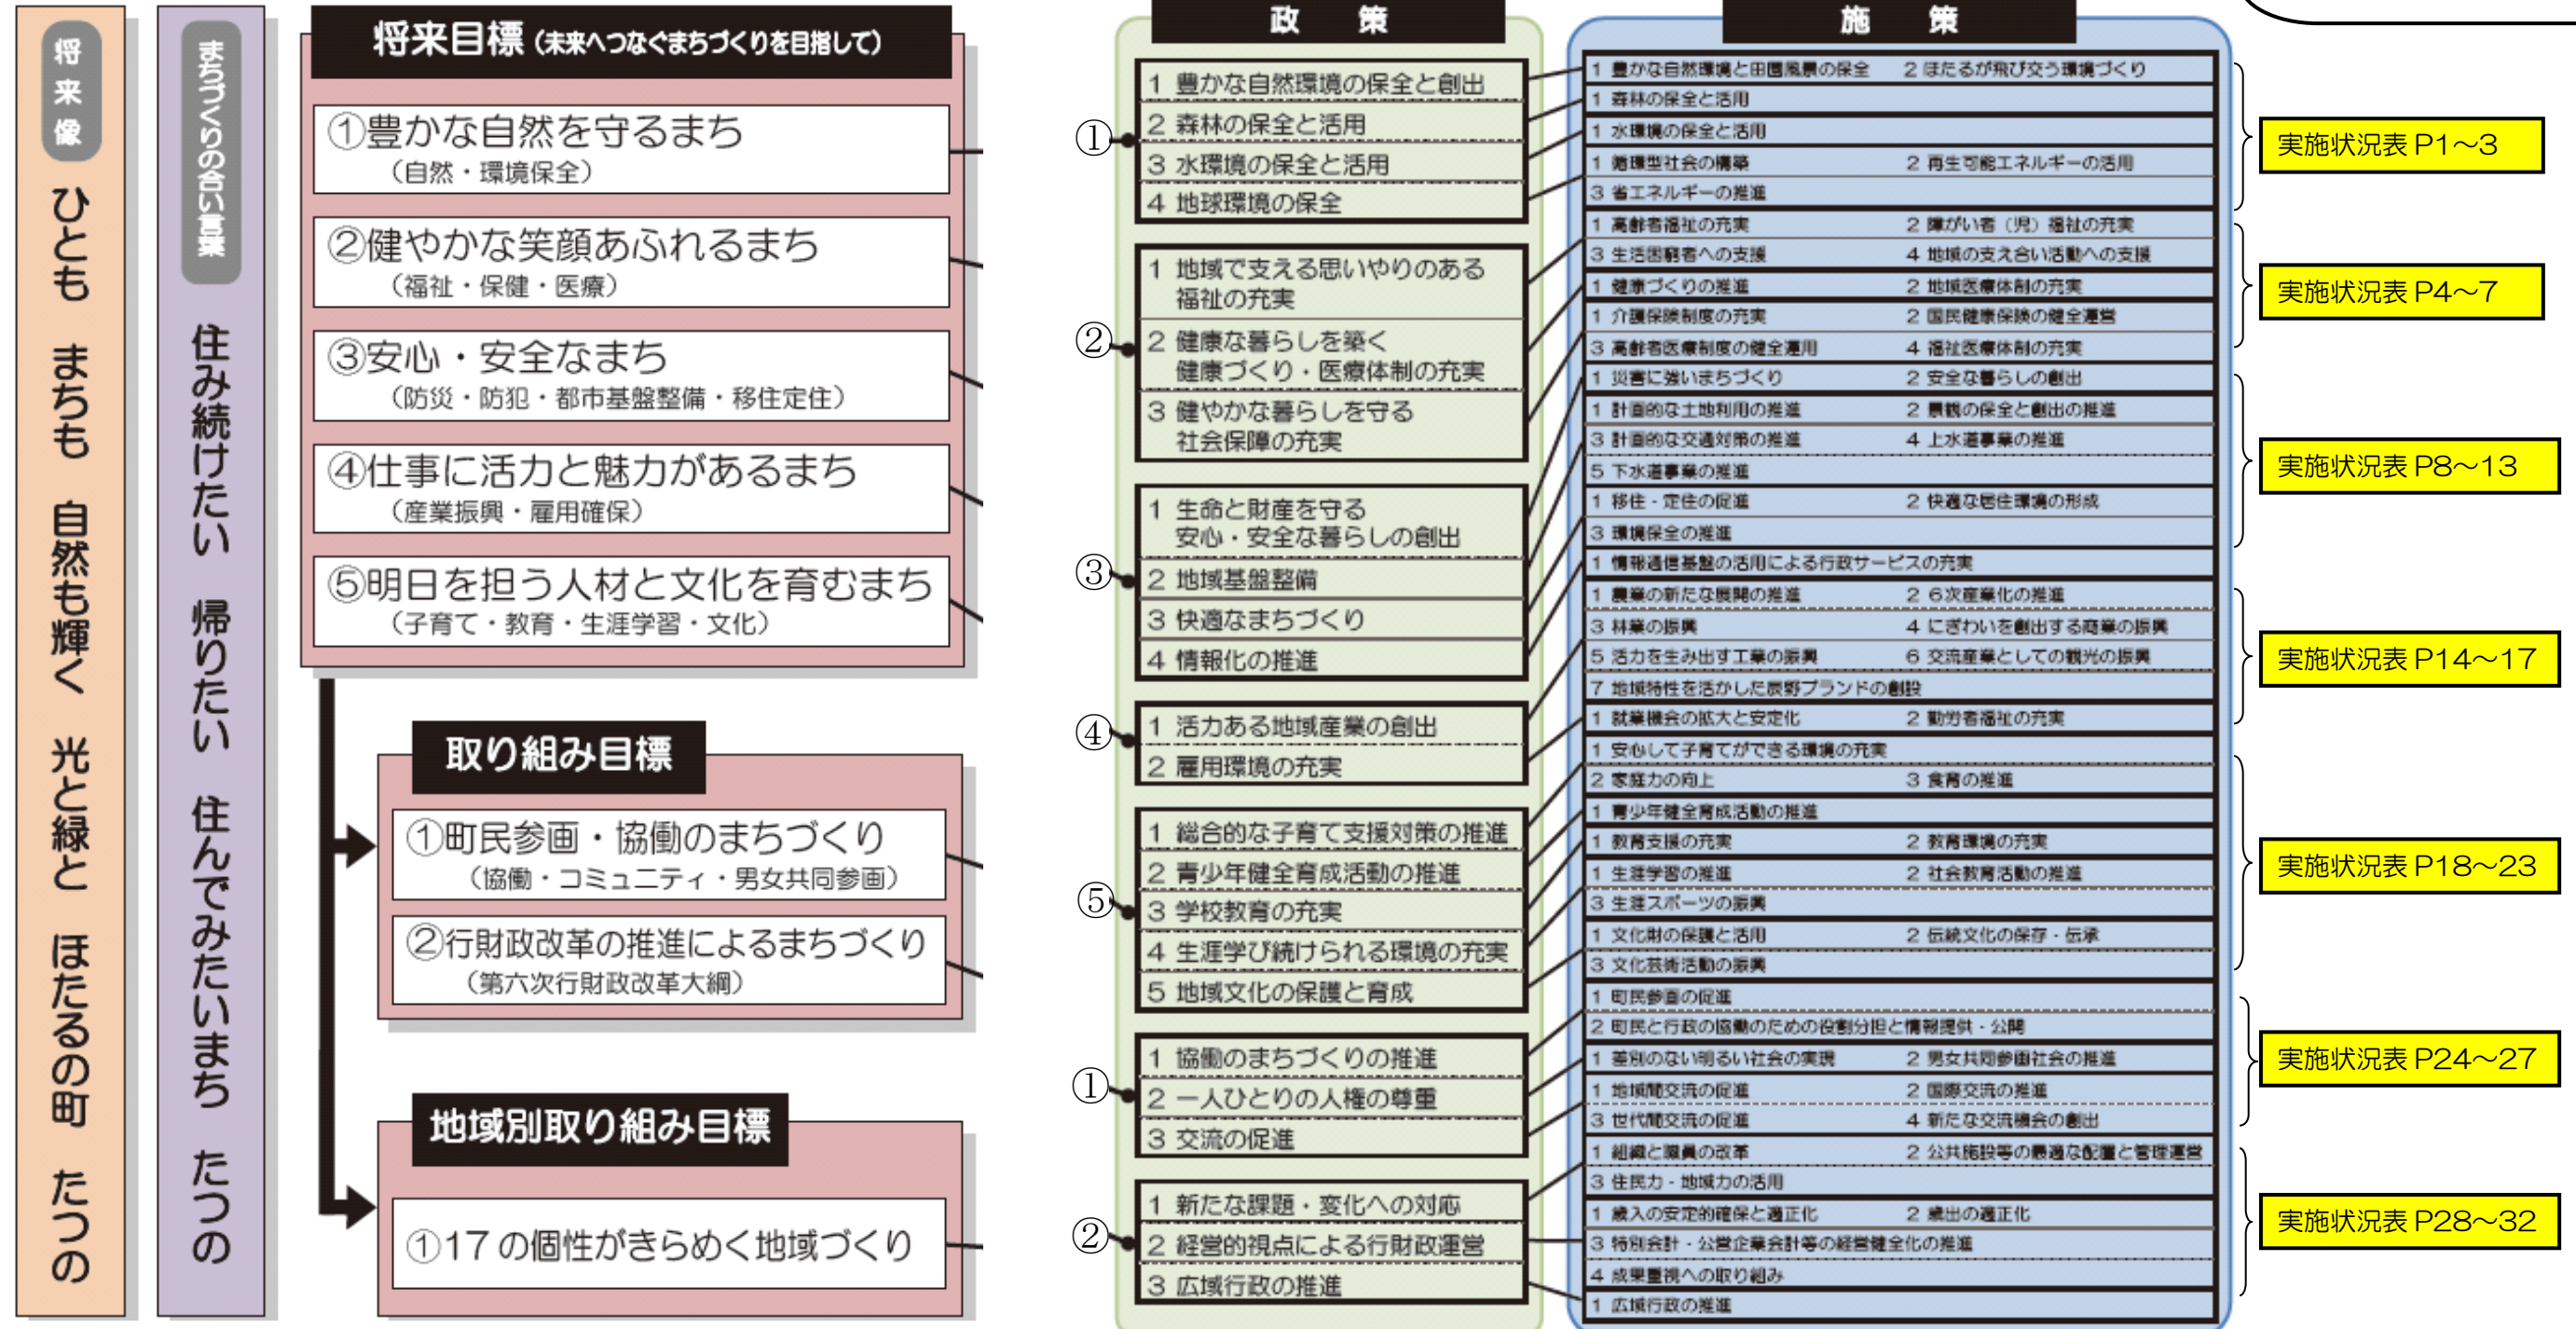 将来像
ひとも まちも 自然も輝く 光と緑と ほたるの町 たつの
まちづくりの合い言葉
住み続けたい 帰りたい 住んでみたいまち たつの
将来目標（未来へつなぐまちづくりを目指して）
①豊かな自然を守るまち
（自然・環境保全）
②健やかな笑顔あふれるまち
（福祉・保健・医療）
③安心・安全なまち
（防災・防犯・都市基盤整備・移住定住）
④仕事に活力と魅力があるまち
（産業振興・雇用確保）
⑤明日を担う人材と文化を育むまち
（子育て・教育・生涯学習・文化）
取り組み目標
①町民参画・協働のまちづくり
（協働・コミュニティ・男女共同参画）
②行財政改革の推進によるまちづくり
（第六次行財政改革大綱）
地域別取り組み目標
①17の個性がきらめく地域づくり
政 策
①
1 豊かな自然環境の保全と創出
2 森林の保全と活用
3 水環境の保全と活用
4 地球環境の保全
②
1 地域で支える思いやりのある
福祉の充実
2 健康な暮らしを築く
健康づくり・医療体制の充実
3 健やかな暮らしを守る
社会保障の充実
③
1 生命と財産を守る
安心・安全な暮らしの創出
2 地域基盤整備
3 快適なまちづくり
4 情報化の推進
④
1 活力ある地域産業の創出
2 雇用環境の充実
⑤
1 総合的な子育て支援対策の推進
2 青少年健全育成活動の推進
3 学校教育の充実
4 生涯学び続けられる環境の充実
5 地域文化の保護と育成
①
1 協働のまちづくりの推進
2 一人ひとりの人権の尊重
3 交流の促進
②
1 新たな課題・変化への対応
2 経営的視点による行財政運営
3 広域行政の推進
施 策
1 豊かな自然環境と田園風景の保全 2 ほたるが飛び交う環境づくり
1 森林の保全と活用
1 水環境の保全と活用
1 循環型社会の構築 2 再生可能エネルギーの活用
3 省エネルギーの推進
1 高齢者福祉の充実 2 障がい者（児）福祉の充実
3 生活困窮者への支援 4 地域の支え合い活動への支援
1 健康づくりの推進 2 地域医療体制の充実
1 介護保険制度の充実 2 国民健康保険の健全運営
3 高齢者医療制度の健全運用 4 福祉医療体制の充実
1 災害に強いまちづくり 2 安全な暮らしの創出
1 計画的な土地利用の推進 2 景観の保全と創出の推進
3 計画的な交通対策の推進 4 上水道事業の推進
5 下水道事業の推進
1 移住・定住の促進 2 快適な居住環境の形成
3 環境保全の推進
1 情報通信基盤の活用による行政サービスの充実
1 農業の新たな展開の推進 2 6次産業化の推進
3 林業の振興 4 にぎわいを創出する商業の振興
5 活力を生み出す工業の振興 6 交流産業としての観光の振興
7 地域特性を活かした辰野ブランドの創設
1 就業機会の拡大と安定化 2 勤労者福祉の充実
1 安心して子育てができる環境の充実
2 家庭力の向上 3 食育の推進
1 青少年健全育成活動の推進
1 教育支援の充実 2 教育環境の充実
1 生涯学習の推進 2 社会教育活動の推進
3 生涯スポーツの振興
1 文化財の保護と活用 2 伝統文化の保存・伝承
3 文化芸術活動の振興
1 町民参画の促進
2 町民と行政の協働のための役割分担と情報提供・公開
1 差別のない明るい社会の実現 2 男女共同参画社会の推進
1 地域間交流の促進 2 国際交流の推進
3 世代間交流の促進 4 新たな交流機会の創出
1 組織と職員の改革 2 公共施設等の最適な配置と管理運営
3 住民力・地域力の活用
1 歳入の安定的確保と適正化 2 歳出の適正化
3 特別会計・公営企業会計等の経営健全化の推進
4 成果重視への取り組み
1 広域行政の推進
実施状況表 P1～3
実施状況表 P4～7
実施状況表 P8～13
実施状況表 P14～17
実施状況表 P18～23
実施状況表 P24～27
実施状況表 P28～32